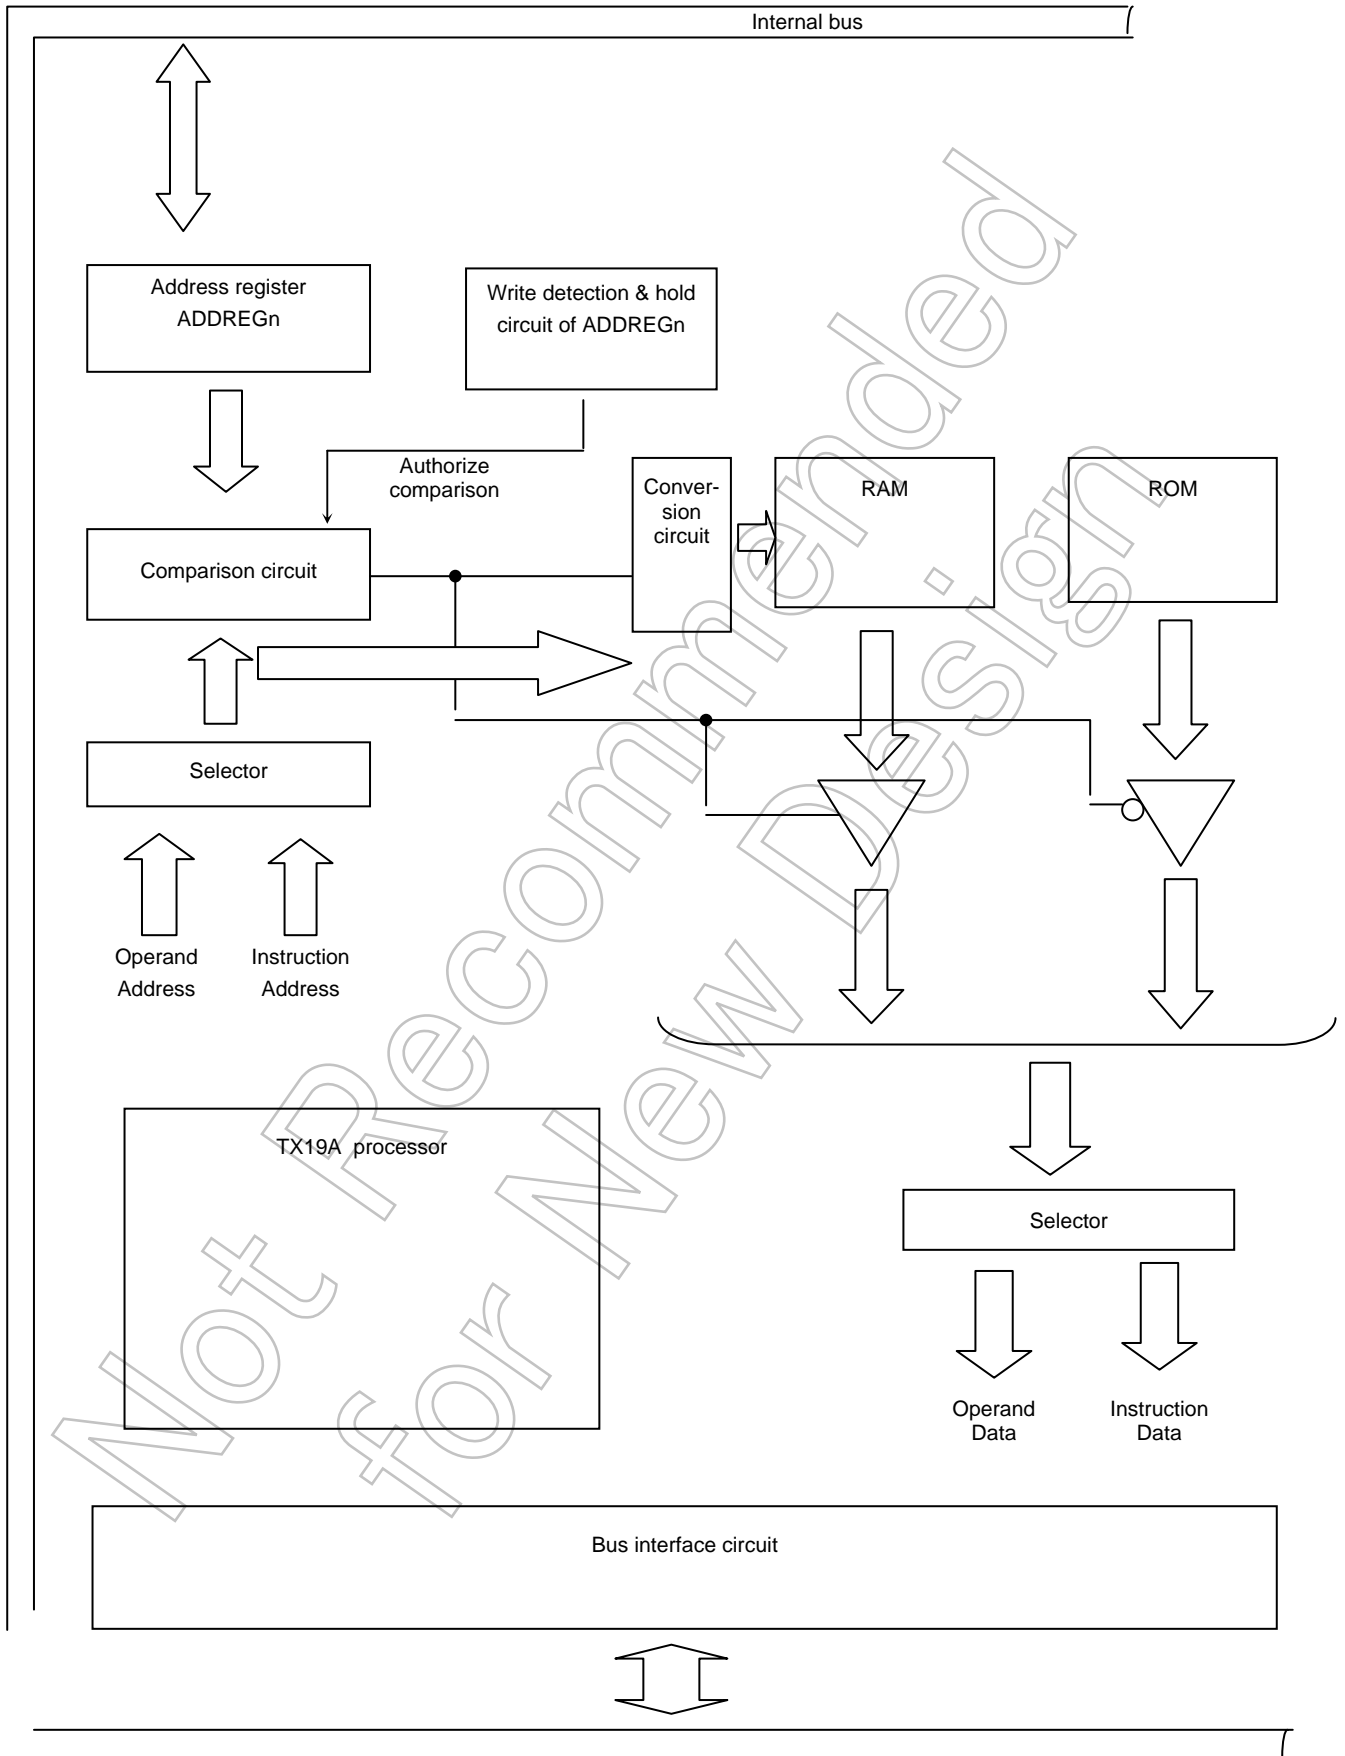 Internal bus
Address register
ADDREGn
Write detection & hold
circuit of ADDREGn
Authorize
comparison
Conver-
sion
circuit
RAM
ROM
Comparison circuit
Selector
Operand
Address
Instruction
Address
TX19A processor
Selector
Operand
Data
Instruction
Data
Bus interface circuit
Not Recommended
for New Design